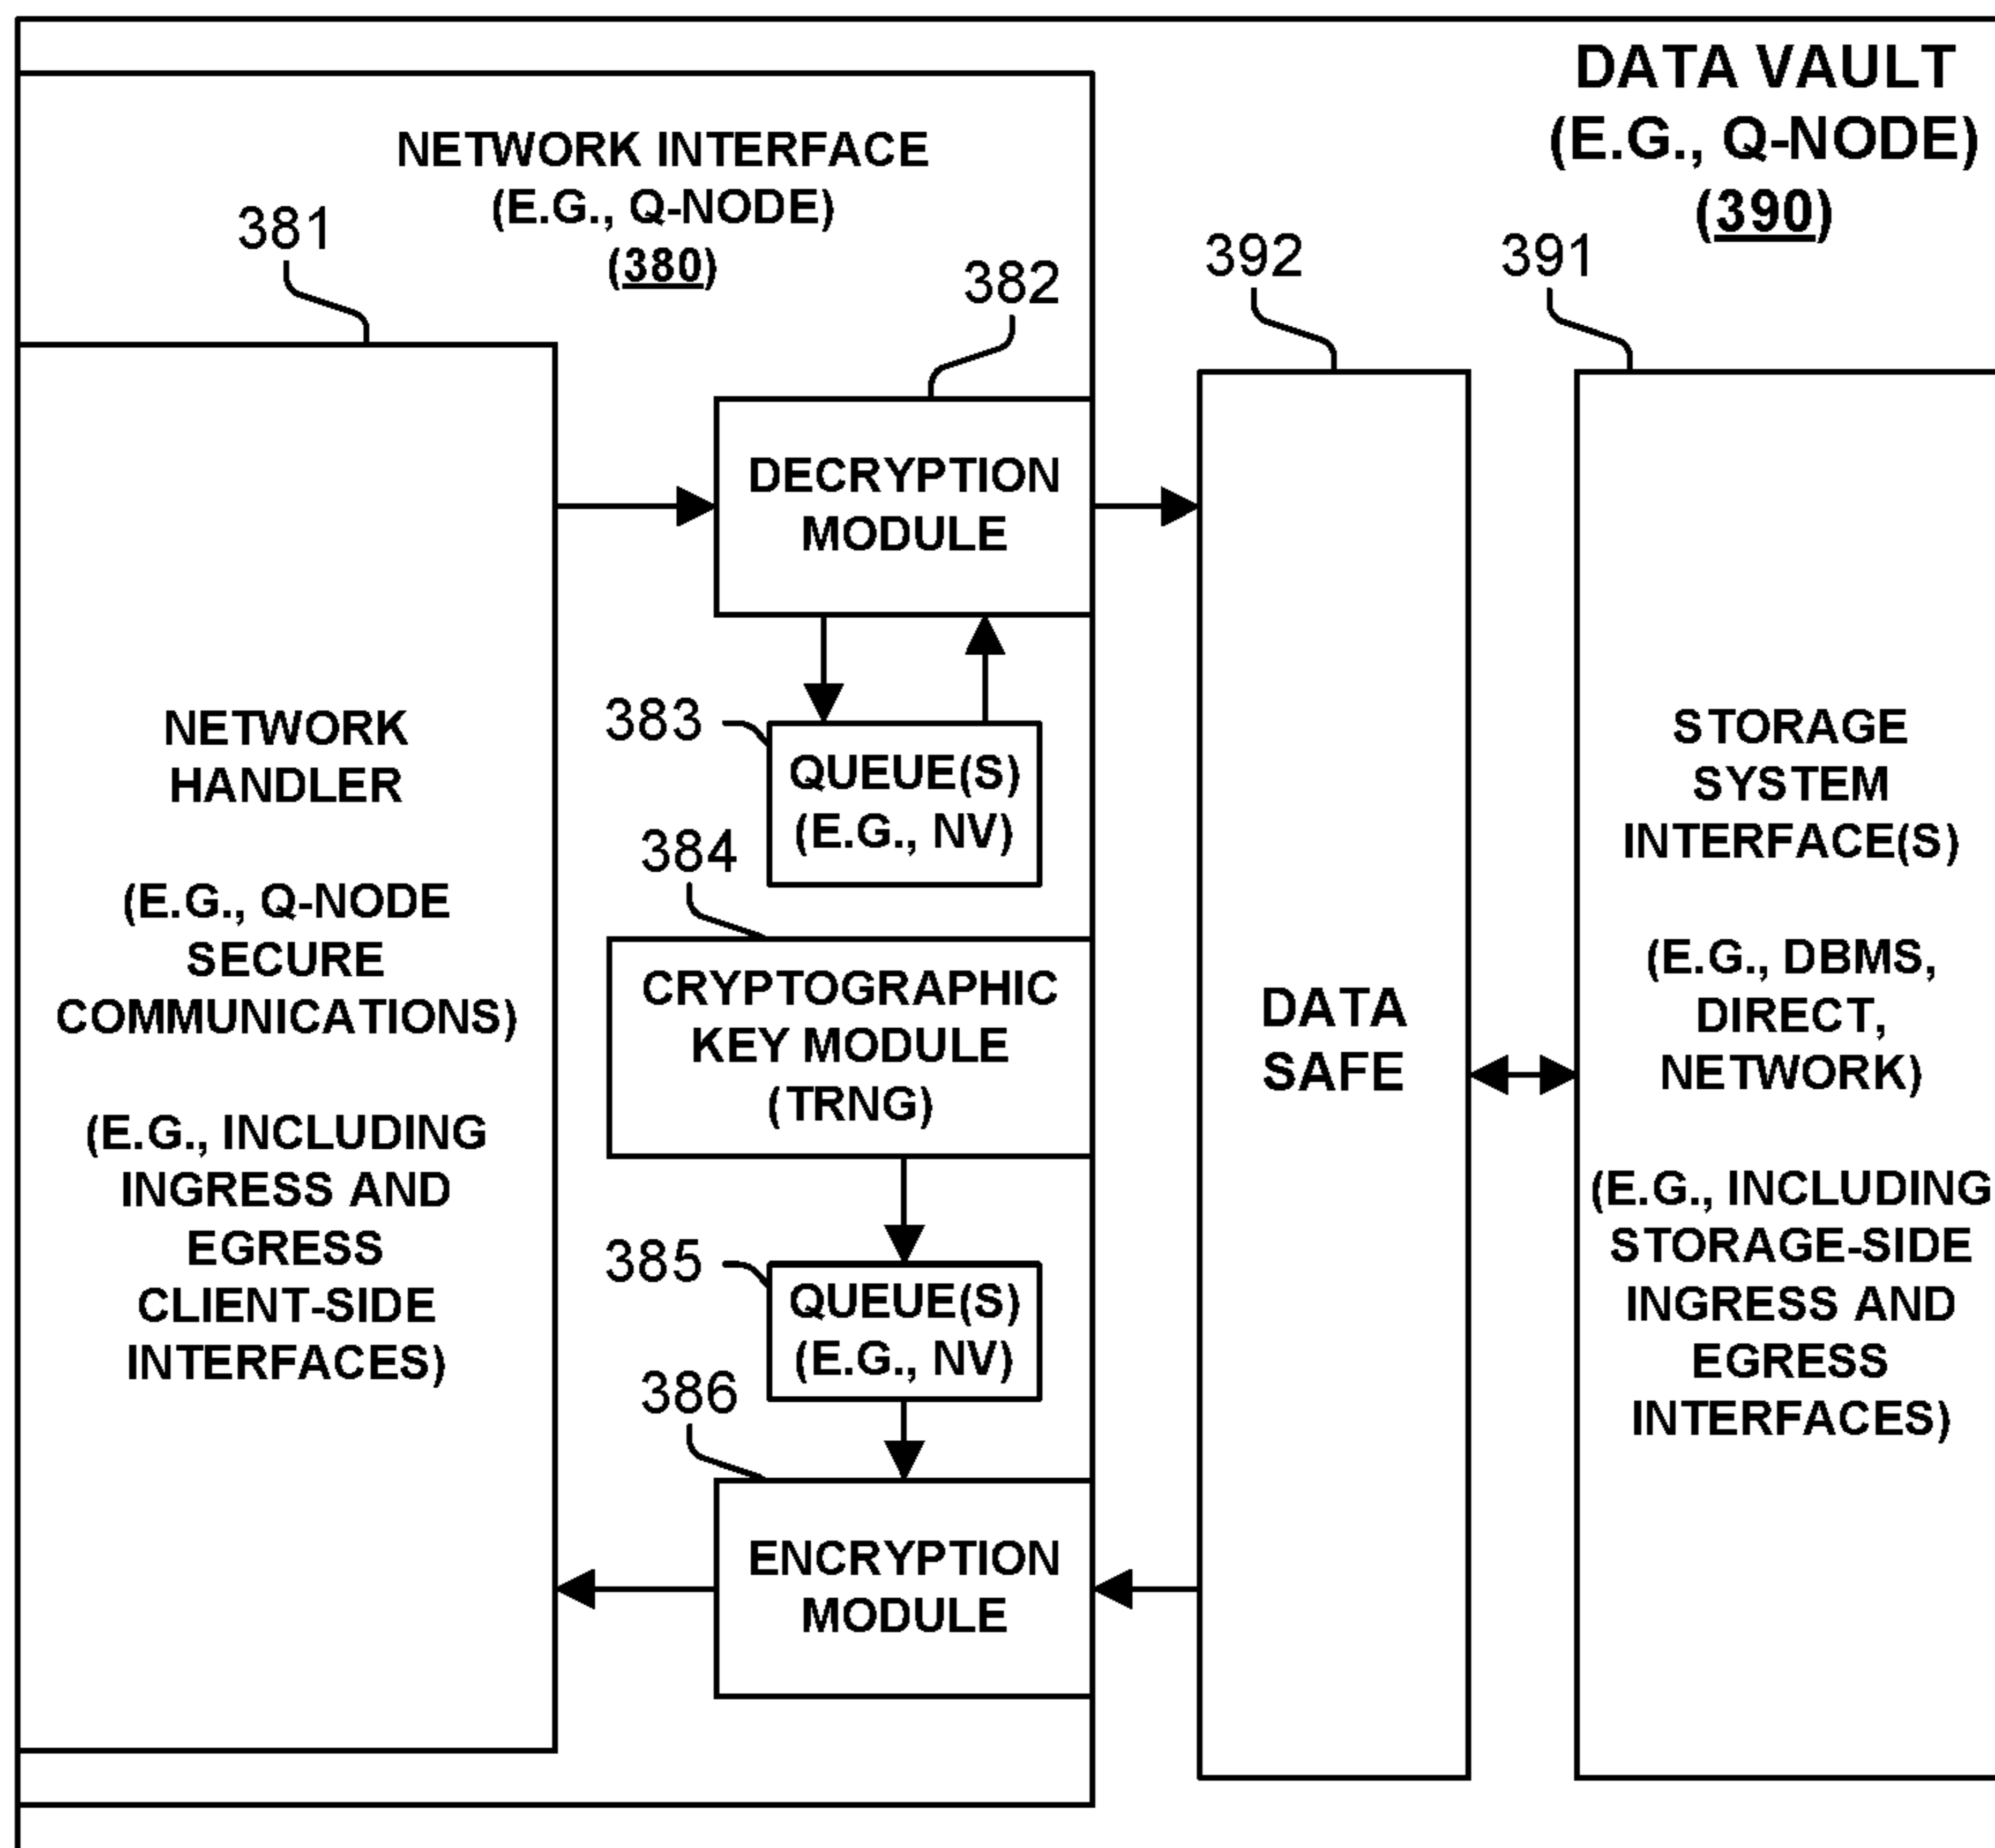 DATA VAULT
(E.G., Q-NODE)
(390)
NETWORK INTERFACE
(E.G., Q-NODE)
(380)
381
382
392
391
NETWORK
HANDLER
(E.G., Q-NODE
SECURE
COMMUNICATIONS)
(E.G., INCLUDING
INGRESS AND
EGRESS
CLIENT-SIDE
INTERFACES)
DECRYPTION
MODULE
383
QUEUE(S)
(E.G., NV)
384
CRYPTOGRAPHIC
KEY MODULE
(TRNG)
385
QUEUE(S)
(E.G., NV)
386
ENCRYPTION
MODULE
DATA
SAFE
STORAGE
SYSTEM
INTERFACE(S)
(E.G., DBMS,
DIRECT,
NETWORK)
(E.G., INCLUDING
STORAGE-SIDE
INGRESS AND
EGRESS
INTERFACES)